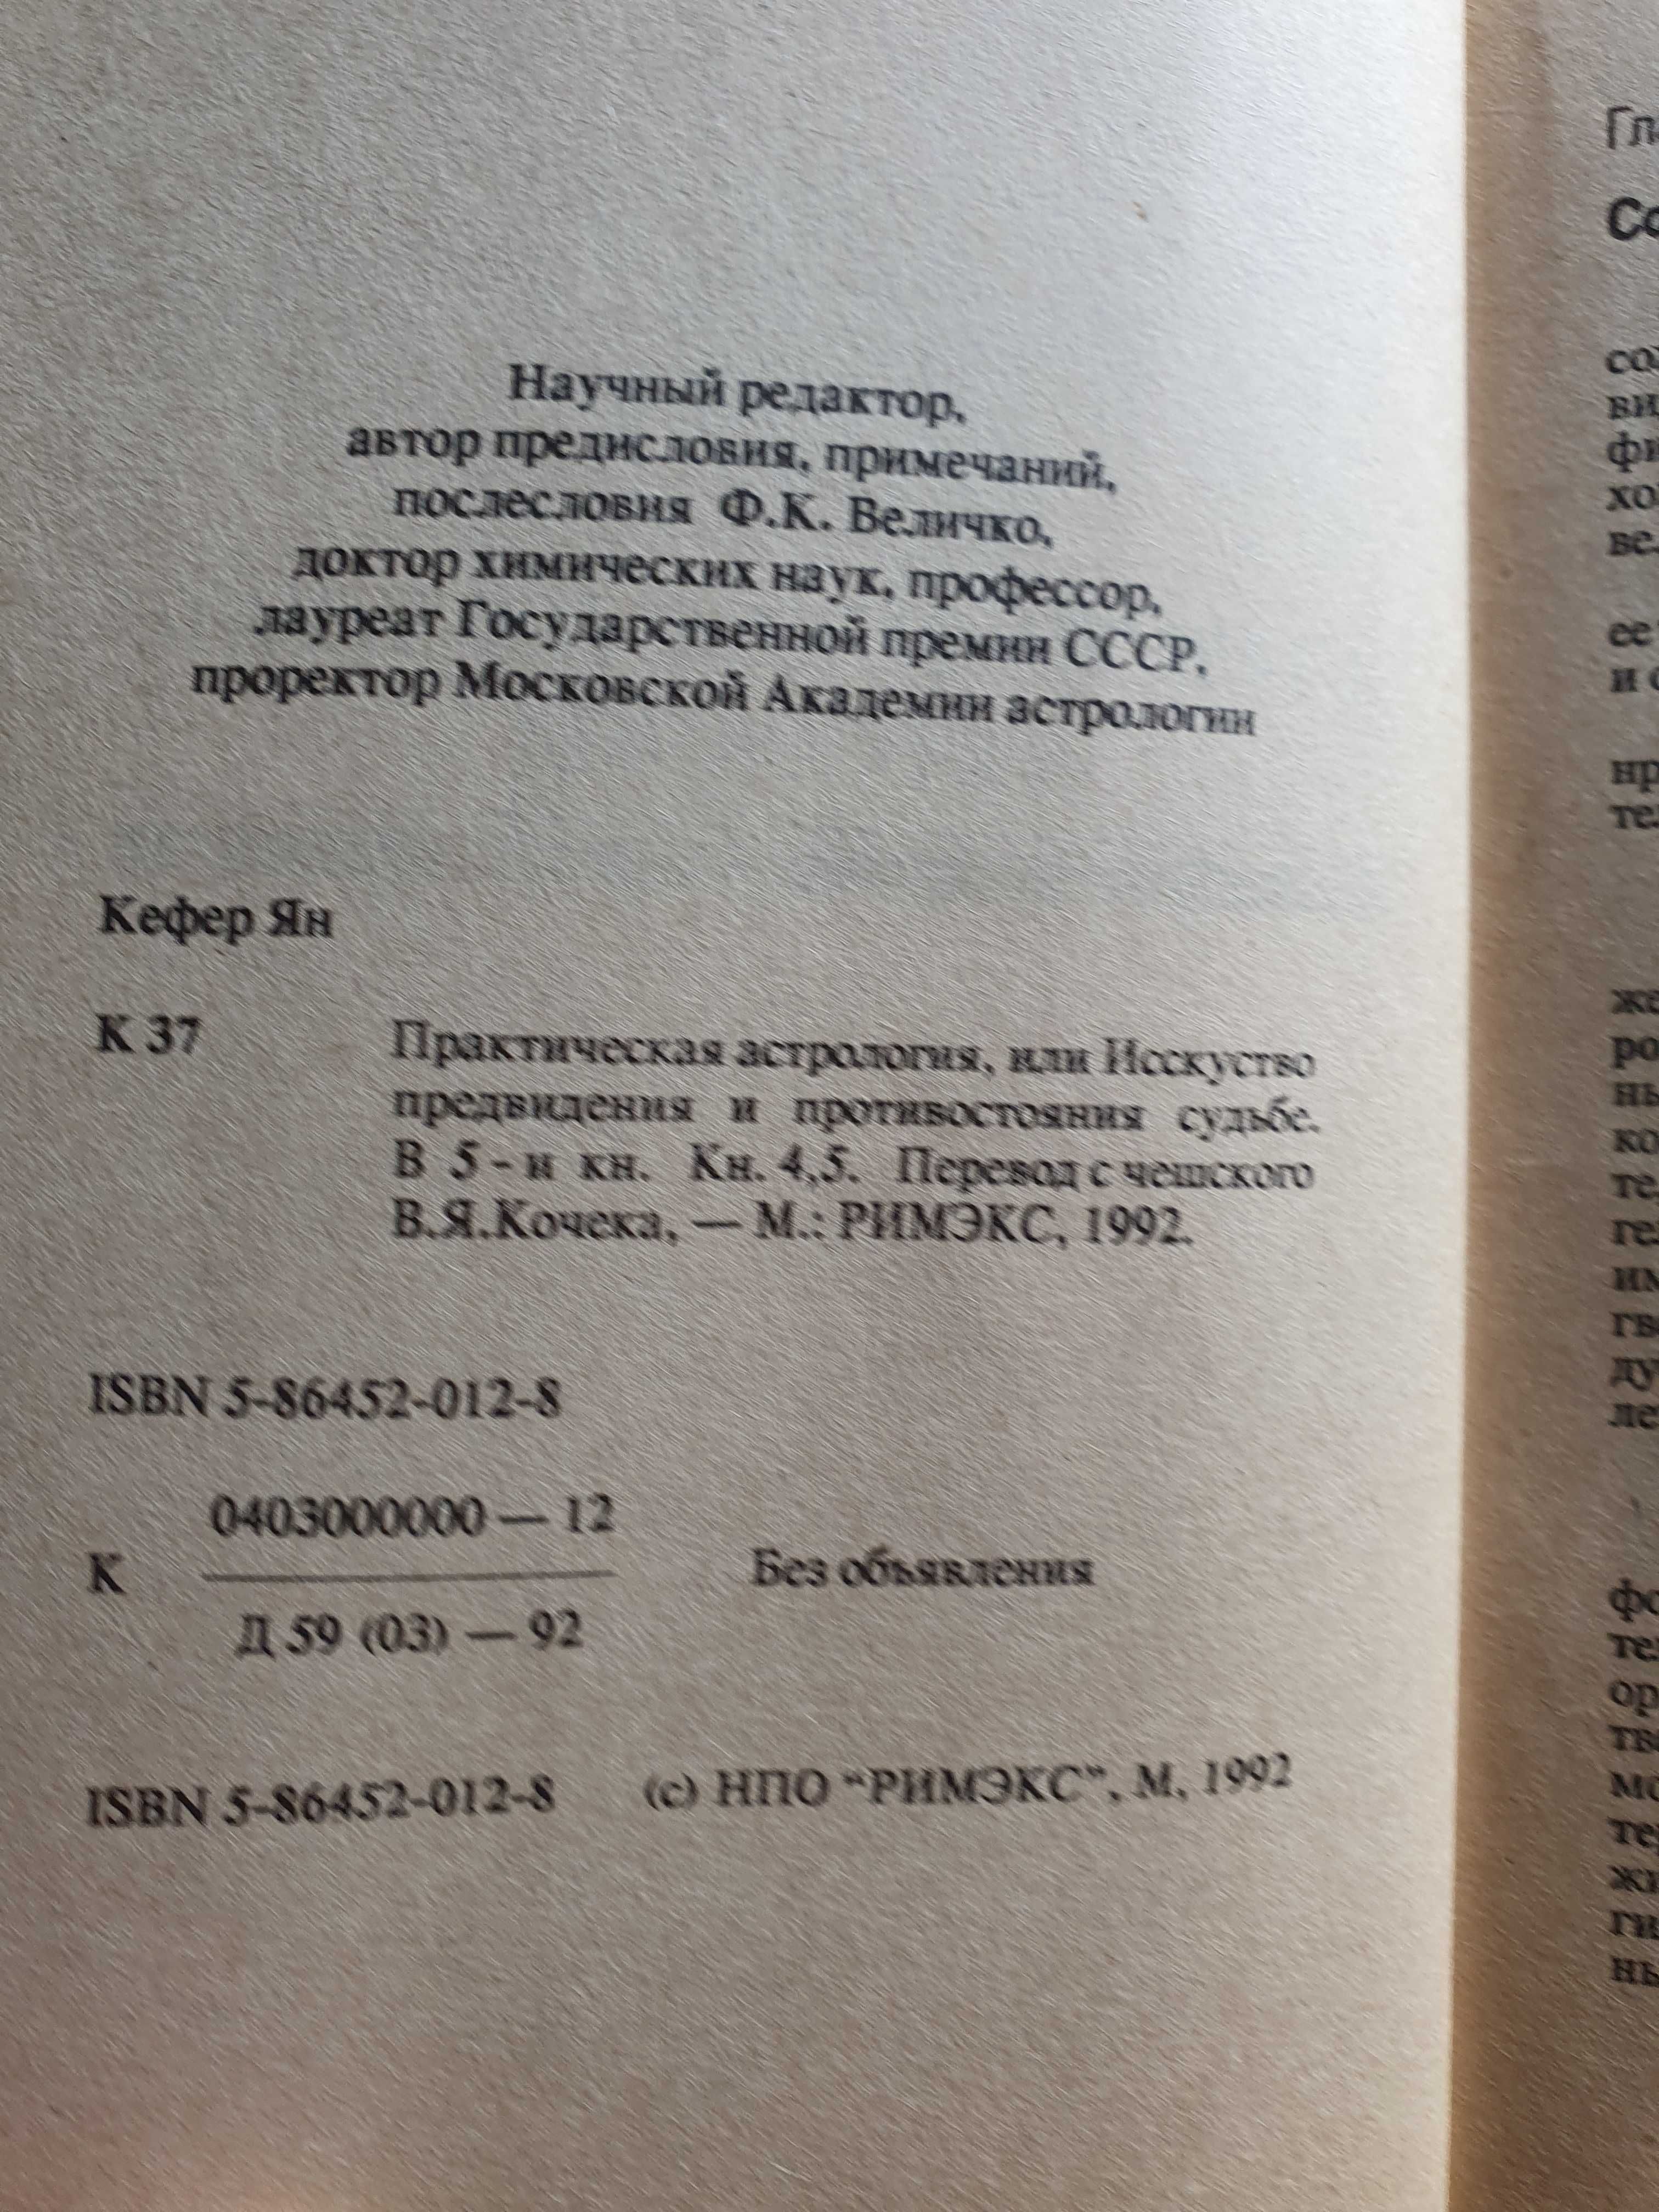 Научный редактор,
автор предисловия, примечаний,
послесловия Ф.К. Величко,
доктор химических наук, профессор,
лауреат Государственной премии СССР,
проректор Московской Академии астрологии
Кефер Ян
К 37
Практическая астрология, или Исскуство
предвидения и противостояния судьбе.
В 5-и кн. Кн. 4,5. Перевод с чешского
В.Я.Кочека, — М.: РИМЭКС, 1992.
ISBN 5-86452-012-8
0403000000 — 12
К
Без объявления
Д 59 (03) — 92
ISBN 5-86452-012-8 (с) НПО “РИМЭКС”, М, 1992